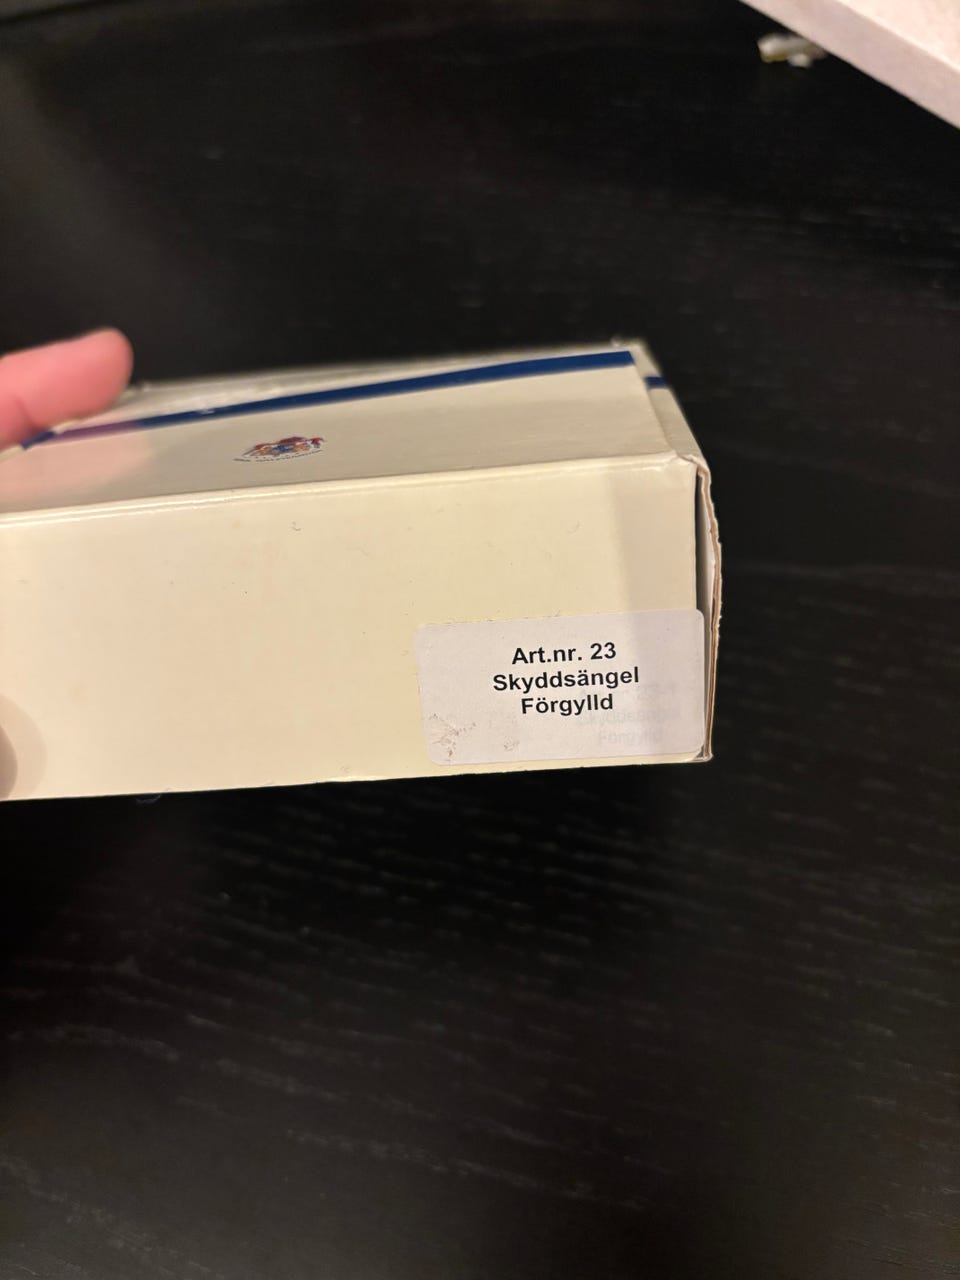 Art.nr. 23
Skyddsängel
Förgylld